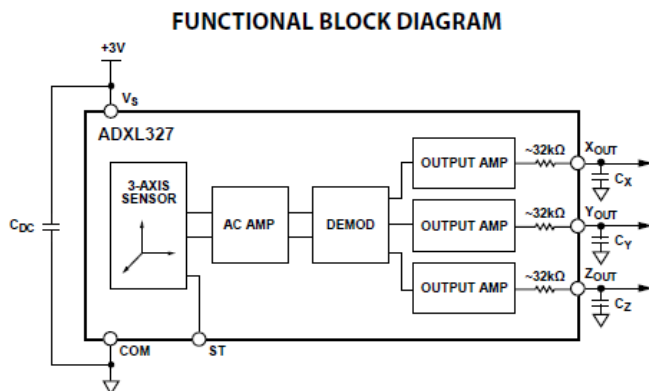 FUNCTIONAL BLOCK DIAGRAM
+3V
VS
ADXL327
3-AXIS
SENSOR
AC AMP
DEMOD
OUTPUT AMP
~32kΩ
XOUT
CX
OUTPUT AMP
~32kΩ
YOUT
CY
OUTPUT AMP
~32kΩ
ZOUT
CZ
CDC
COM
ST